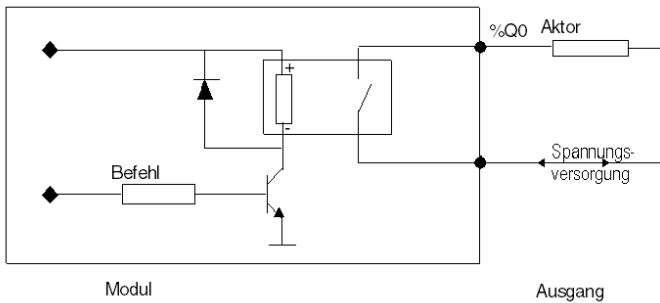 %Q0 Aktor
+
-
Spannungs-
versorgung
Befehl
Modul
Ausgang